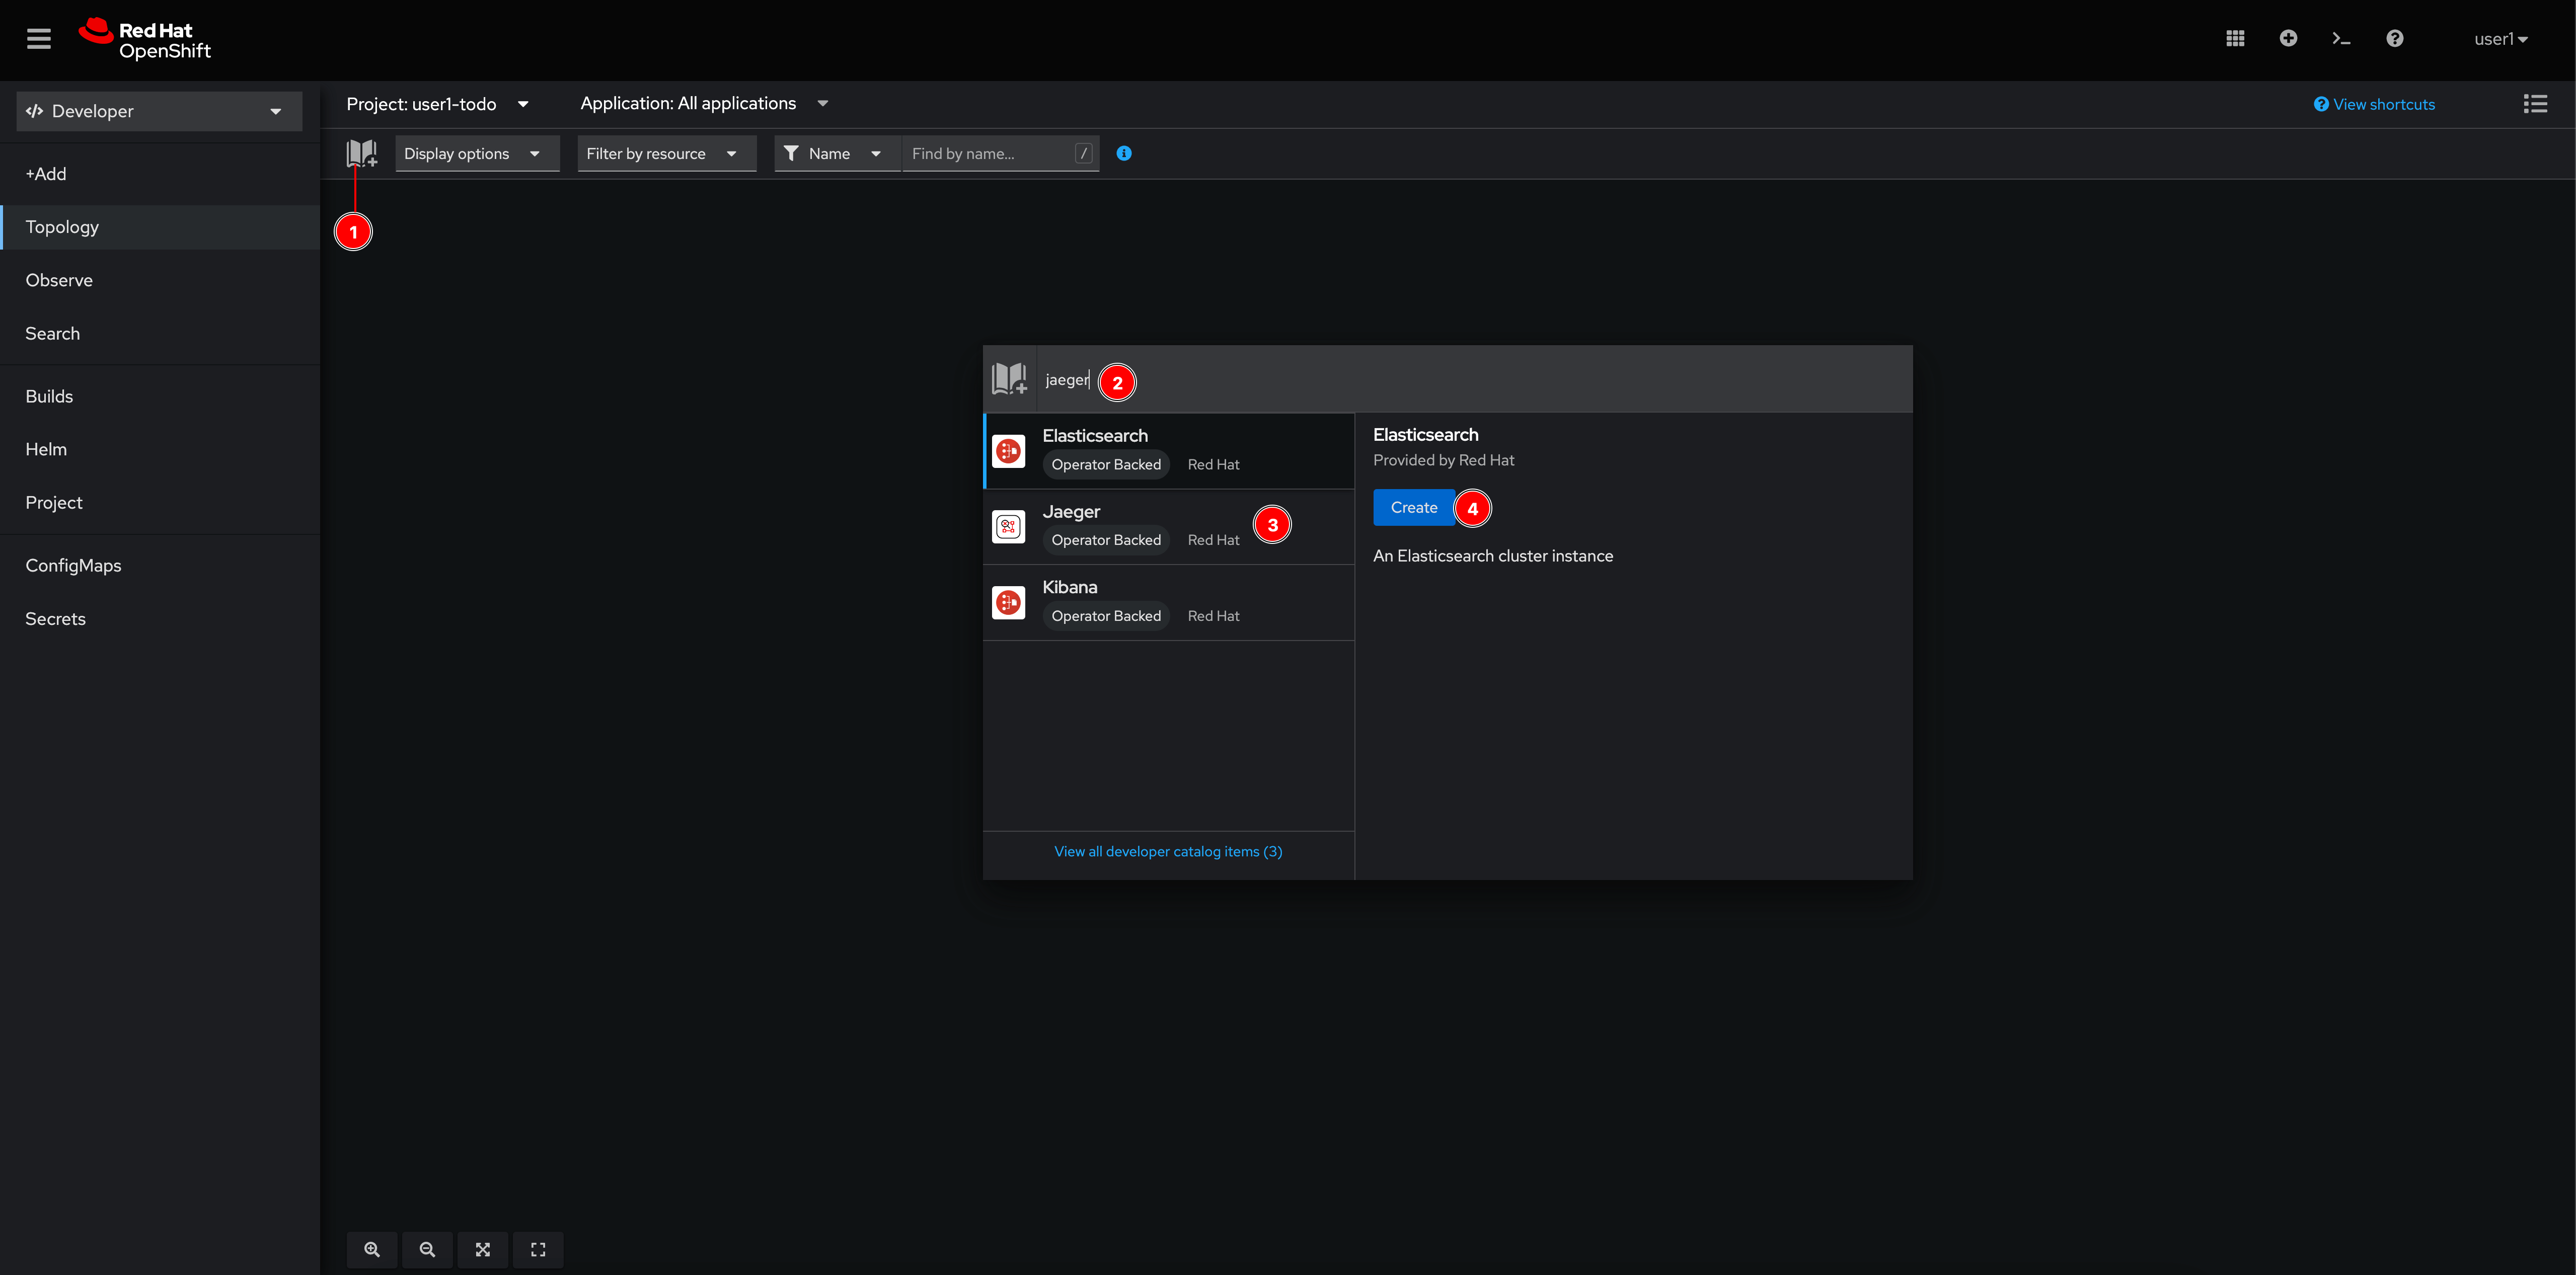 Red Hat
OpenShift
user1
Developer
Project: user1-todo
Application: All applications
View shortcuts
Display options
Filter by resource
Name
Find by name...
/
+Add
Topology
Observe
Search
Builds
Helm
Project
ConfigMaps
Secrets
1
jaeger
2
Elasticsearch
Operator Backed Red Hat
Jaeger
Operator Backed Red Hat
3
Kibana
Operator Backed Red Hat
View all developer catalog items (3)
Elasticsearch
Provided by Red Hat
Create
4
An Elasticsearch cluster instance